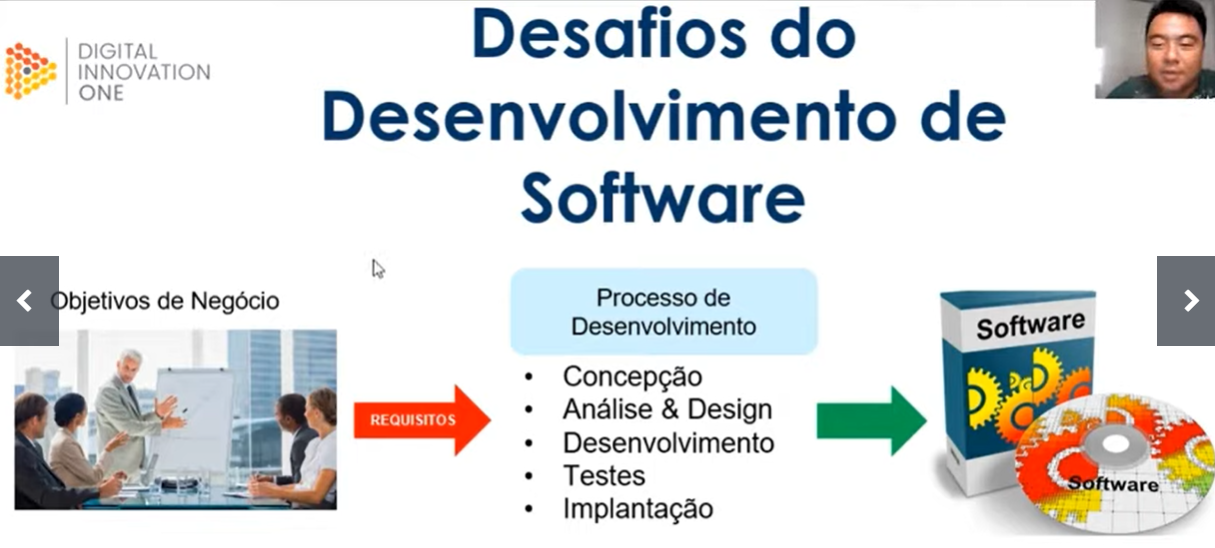 DIGITAL
INNOVATION
ONE
Desafios do
Desenvolvimento de
Software
Objetivos de Negócio
REQUISITOS
Processo de
Desenvolvimento
• Concepção
• Análise & Design
• Desenvolvimento
• Testes
• Implantação
Software
Software